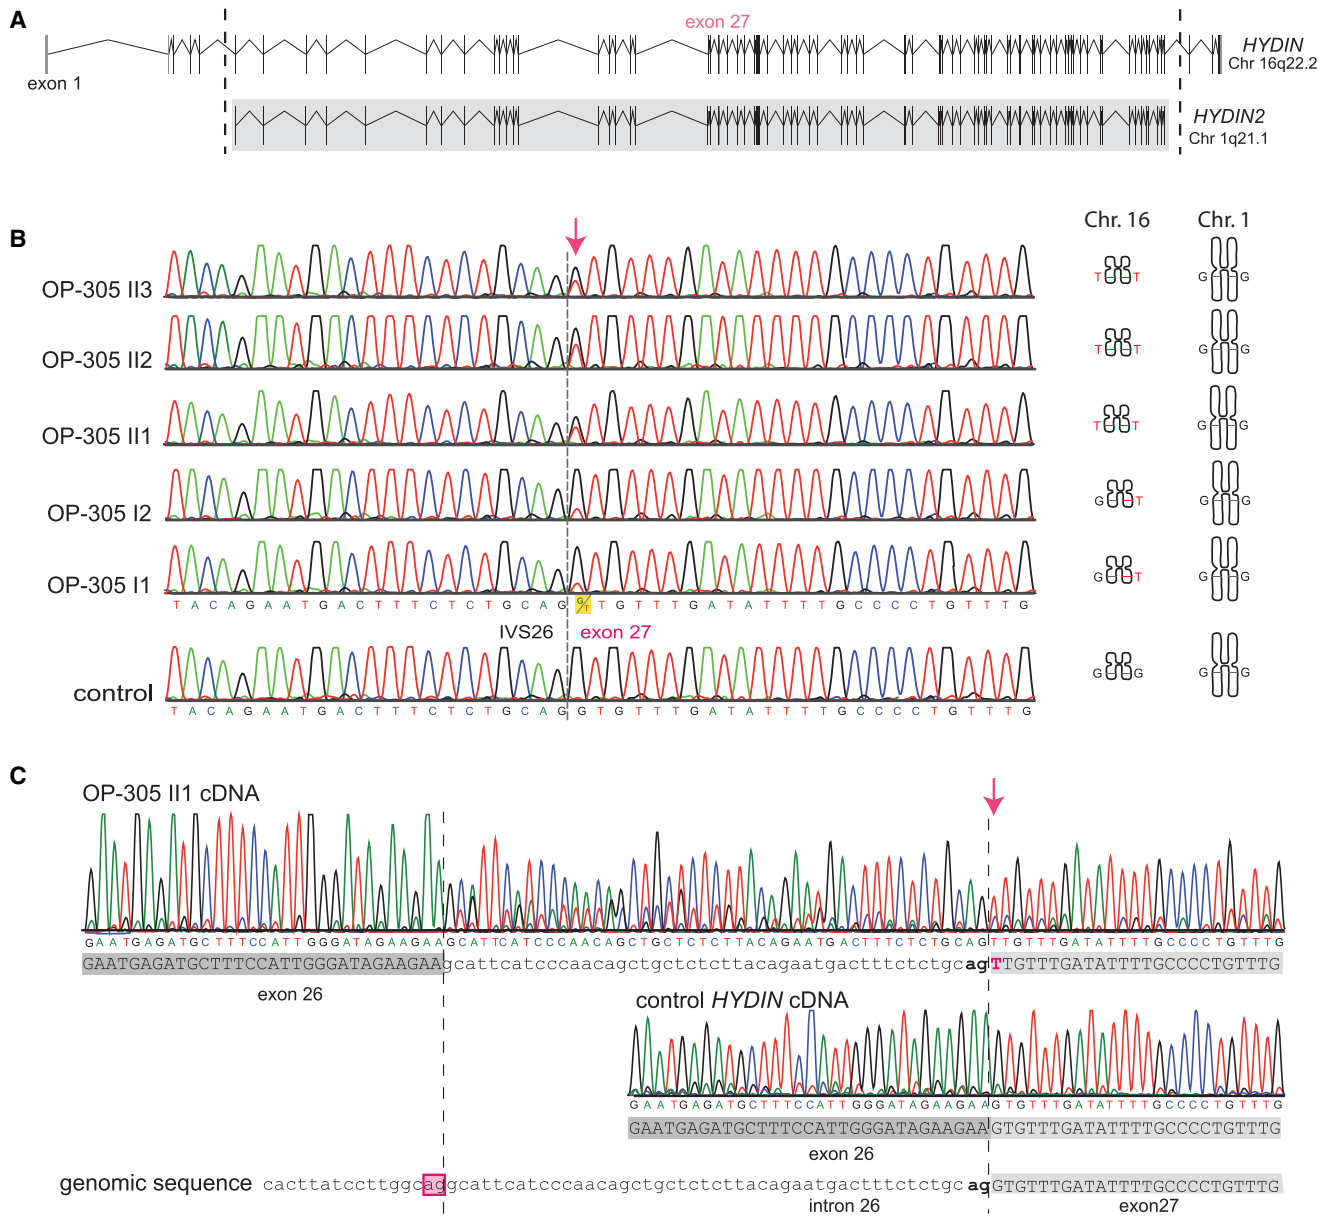 A
exon 27
HYDIN
Chr 16q22.2
exon 1
HYDIN2
Chr 1q21.1
B
Chr. 16
Chr. 1
OP-305 II3
T T
G G
OP-305 II2
T T
G G
OP-305 II1
T T
G G
OP-305 I2
G T
G G
OP-305 I1
G T
G G
T A C A G A A T G A C T T T C T C T G C A G G/T T G T T T G A T A T T T T G C C C C T G T T T G
IVS26
exon 27
control
G G
G G
T A C A G A A T G A C T T T C T C T G C A G G T G T T T G A T A T T T T G C C C C T G T T T G
C
OP-305 II1 cDNA
GAATGAGATGCTTTCCATTGGGATAGAAGAAGCATTCATCCCAACAGCTGCTCTCTTACAGAATGACTTTCTCTGCAGTTGTTTGATATTTTGCCCCTGTTTG
GAATGAGATGCTTTCCATTGGGATAGAAGAAgcattcatcccaacagctgctctcttacagaatgactttctctgcagTTGTTTGATATTTTGCCCCTGTTTG
exon 26
control HYDIN cDNA
GAATGAGATGCTTTCCATTGGGATAGAAGAAGTGTTTGATATTTTGCCCCTGTTTG
GAATGAGATGCTTTCCATTGGGATAGAAGAAGTGTTTGATATTTTGCCCCTGTTTG
exon 26
genomic sequence cacttatccttggcaggcattcatcccaacagctgctctcttacagaatgactttctctgcagGTGTTTGATATTTTGCCCCTGTTTG
intron 26
exon27